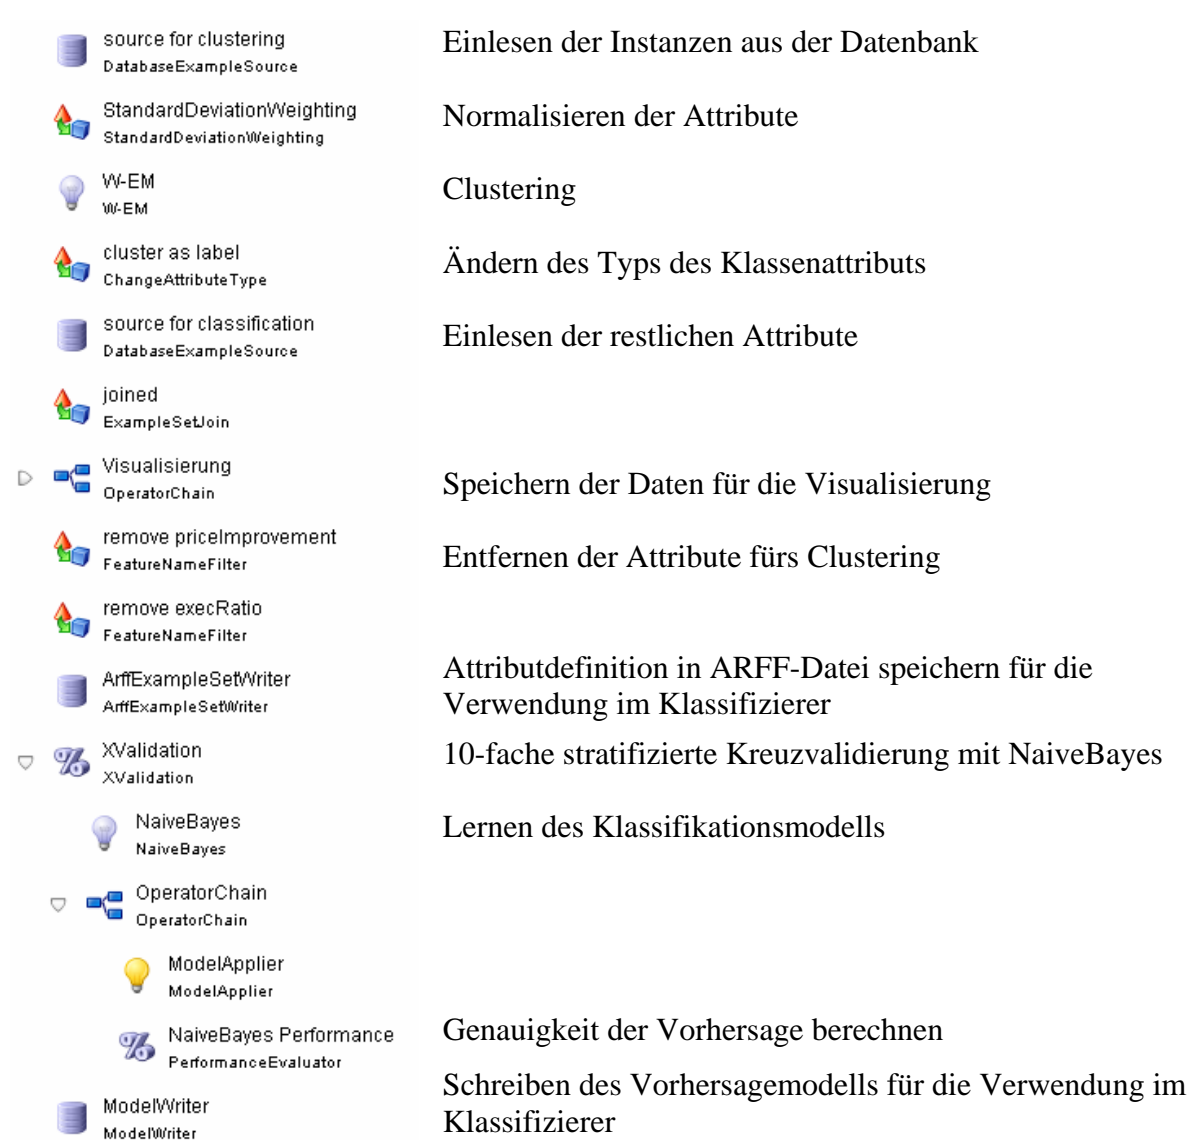 source for clustering
DatabaseExampleSource
Einlesen der Instanzen aus der Datenbank
StandardDeviationWeighting
StandardDeviationWeighting
Normalisieren der Attribute
W-EM
W-EM
Clustering
cluster as label
ChangeAttributeType
Ändern des Typs des Klassenattributs
source for classification
DatabaseExampleSource
Einlesen der restlichen Attribute
joined
ExampleSetJoin
Visualisierung
OperatorChain
Speichern der Daten für die Visualisierung
remove priceImprovement
FeatureNameFilter
Entfernen der Attribute fürs Clustering
remove execRatio
FeatureNameFilter
ArffExampleSetWriter
ArffExampleSetWriter
Attributdefinition in ARFF-Datei speichern für die
Verwendung im Klassifizierer
XValidation
XValidation
10-fache stratifizierte Kreuzvalidierung mit NaiveBayes
NaiveBayes
NaiveBayes
Lernen des Klassifikationsmodells
OperatorChain
OperatorChain
ModelApplier
ModelApplier
NaiveBayes Performance
PerformanceEvaluator
Genauigkeit der Vorhersage berechnen
ModelWriter
ModelWriter
Schreiben des Vorhersagemodells für die Verwendung im
Klassifizierer